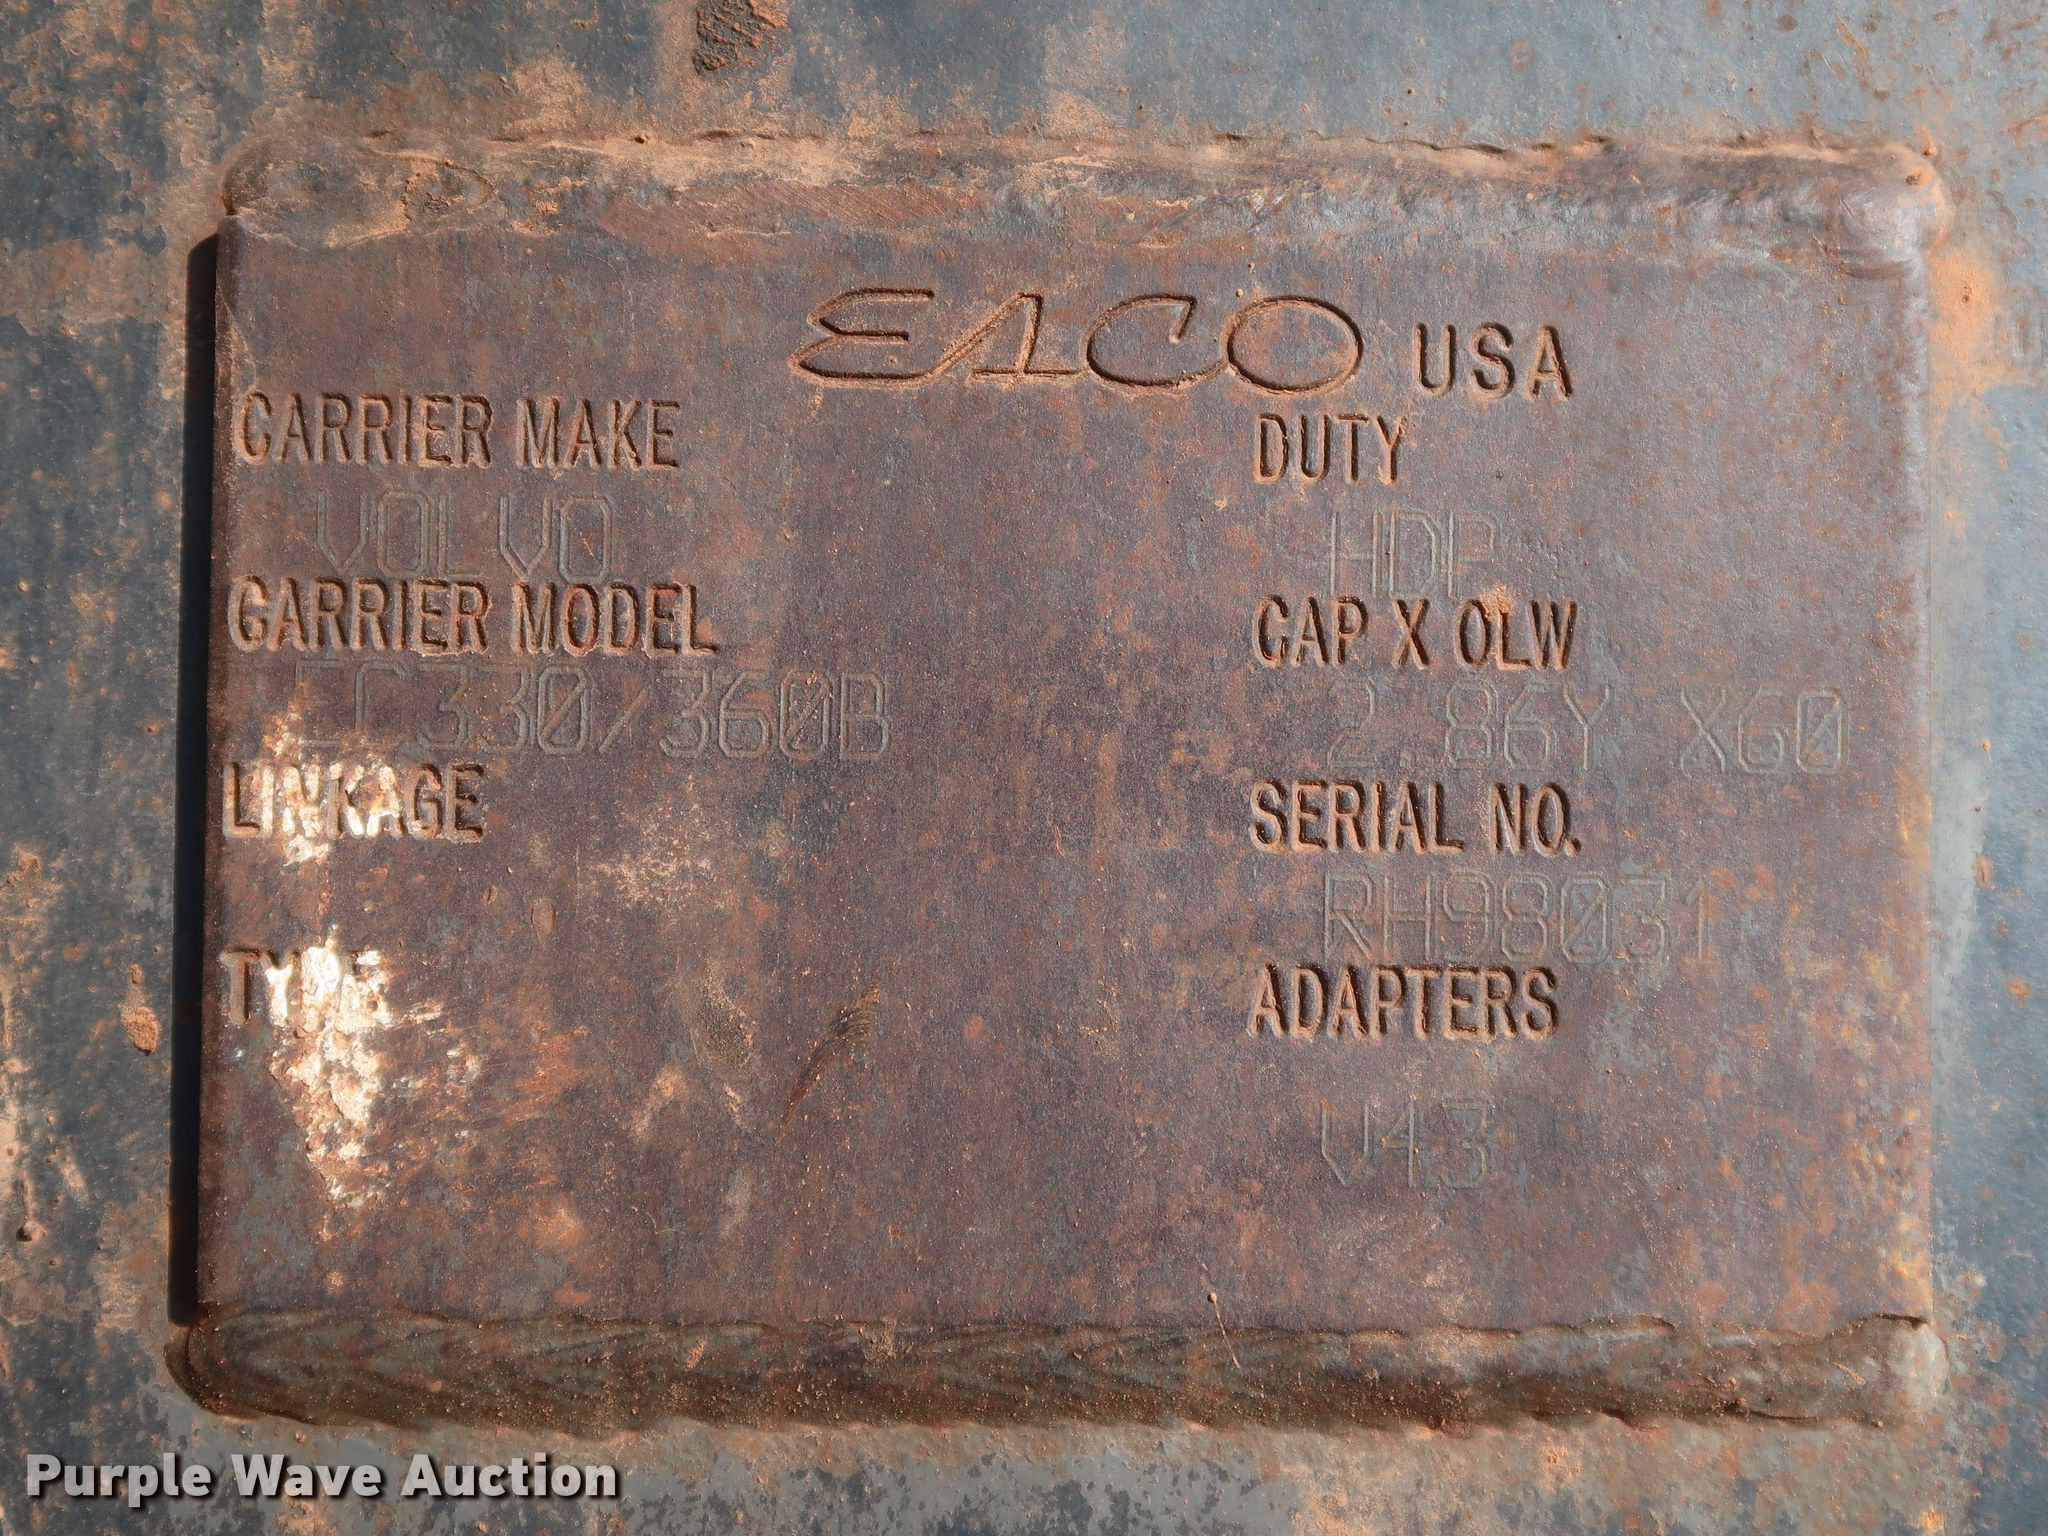 ESCO USA
CARRIER MAKE
VOLVO
CARRIER MODEL
EC330/360B
LINKAGE
TYPE
DUTY
HDP
CAP X OLW
2.86Y X60
SERIAL NO.
RH98031
ADAPTERS
V43
Purple Wave Auction